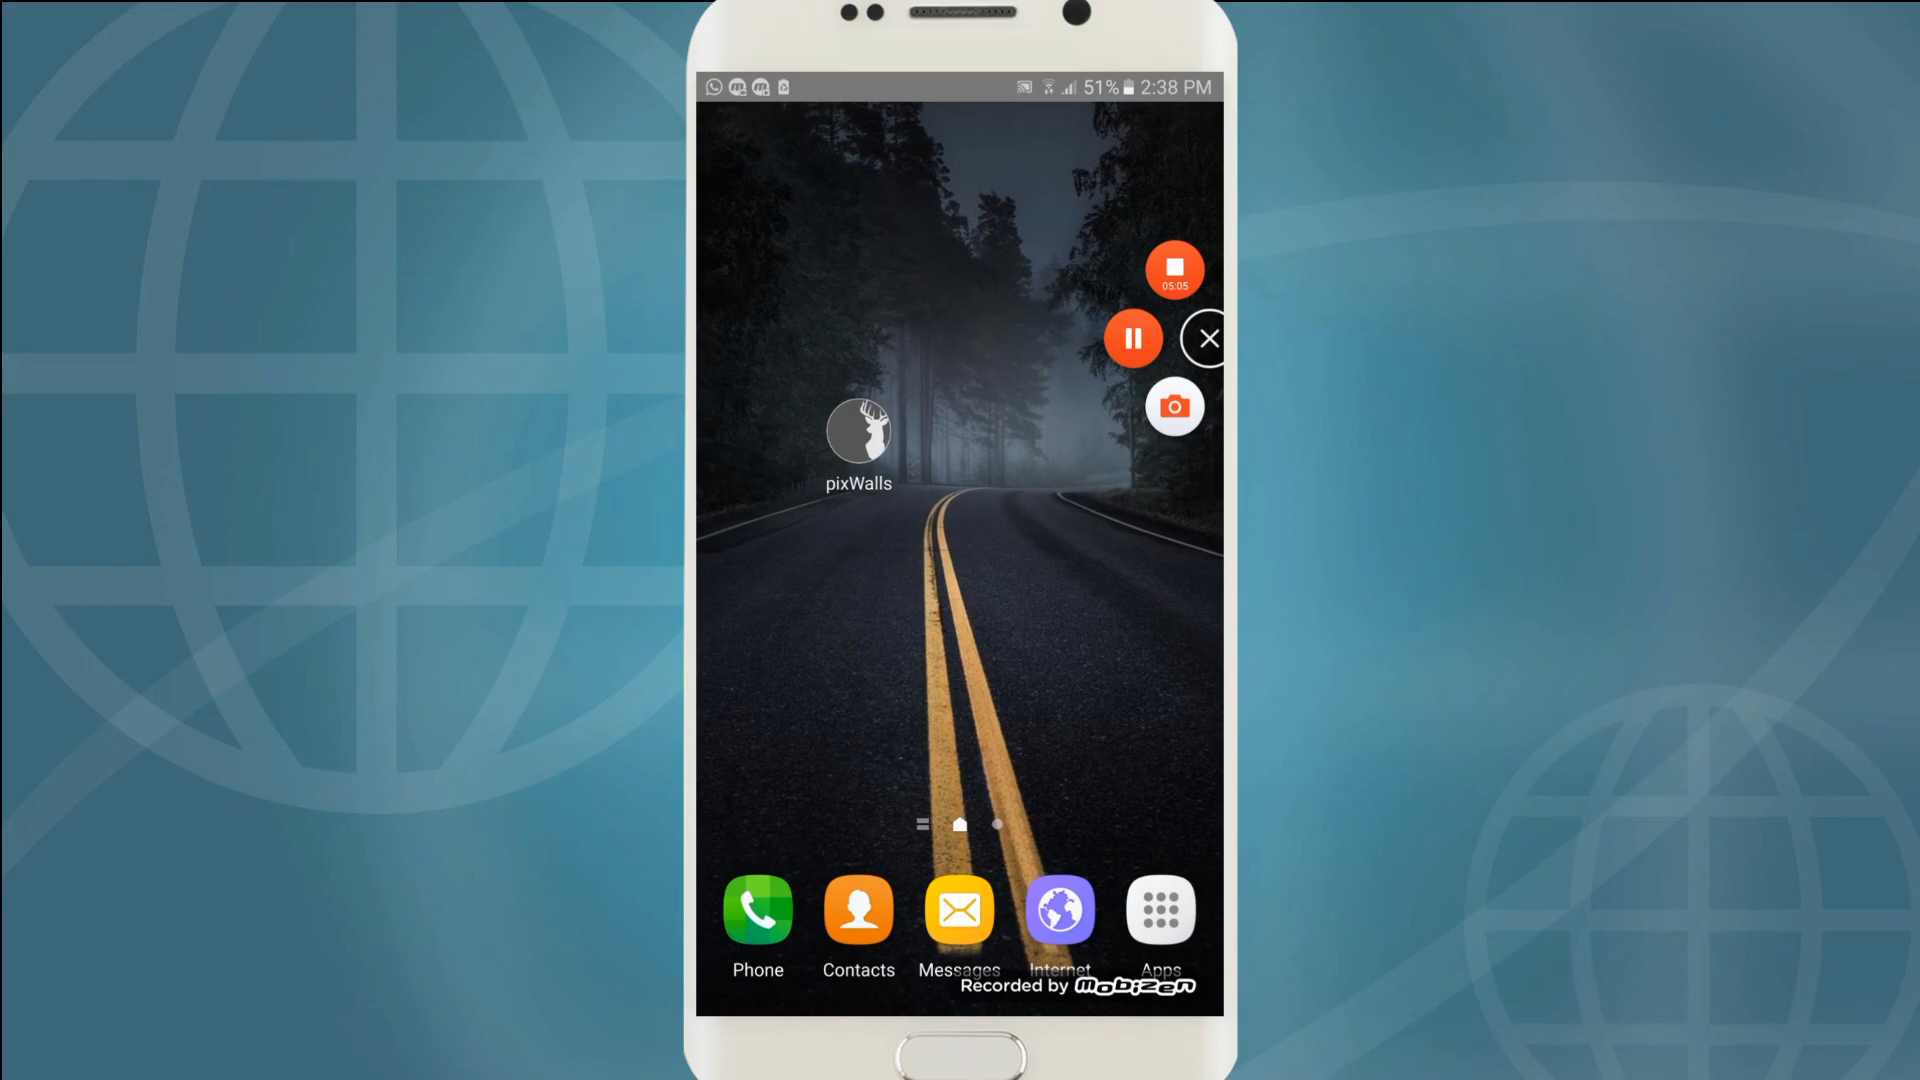 51% 2:38 PM
05:05
pixWalls
Phone Contacts Messages Internet Apps
Recorded by mobizen